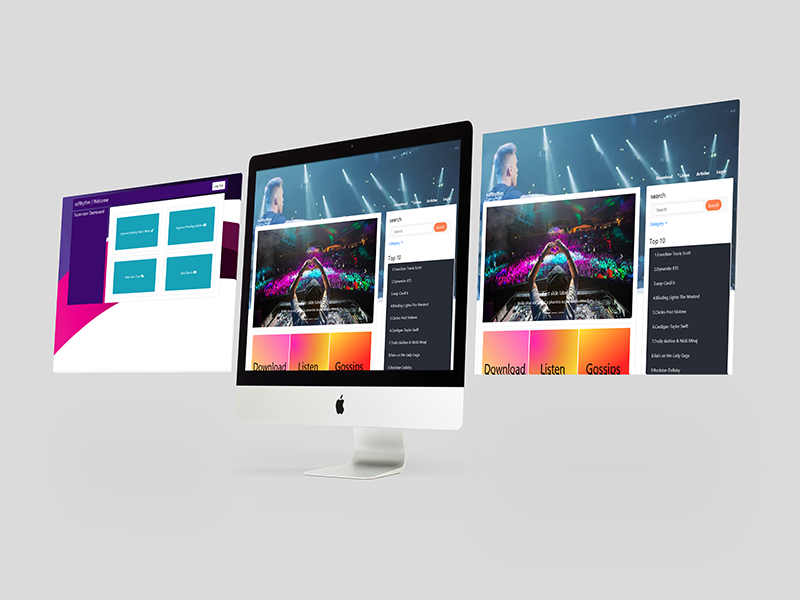 ezRhythm | Welcome
Log Out
Supervisor Dashboard
ezRhythm
Download
Listen
Articles
Login
search
Search
Search
Category
Top 10
1.Franchise-Travis Scott
2.Dynamite-BTS
3.wap-Cardi b
4.Blinding Lights-The Weeknd
5.Circles-Post Malone
6.Cardigan-Taylor Swift
7.Trollz-6ix9ine & Nicki Minaj
8.Rain on Me-Lady Gaga
9.Rockstar-DaBaby
Download
Listen
Gossips
ezRhythm
Download
Listen
Articles
Login
search
Search
Search
Category
Top 10
1.Franchise-Travis Scott
2.Dynamite-BTS
3.wap-Cardi b
4.Blinding Lights-The Weeknd
5.Circles-Post Malone
6.Cardigan-Taylor Swift
7.Trollz-6ix9ine & Nicki Minaj
8.Rain on Me-Lady Gaga
9.Rockstar-DaBaby
Download
Listen
Gossips